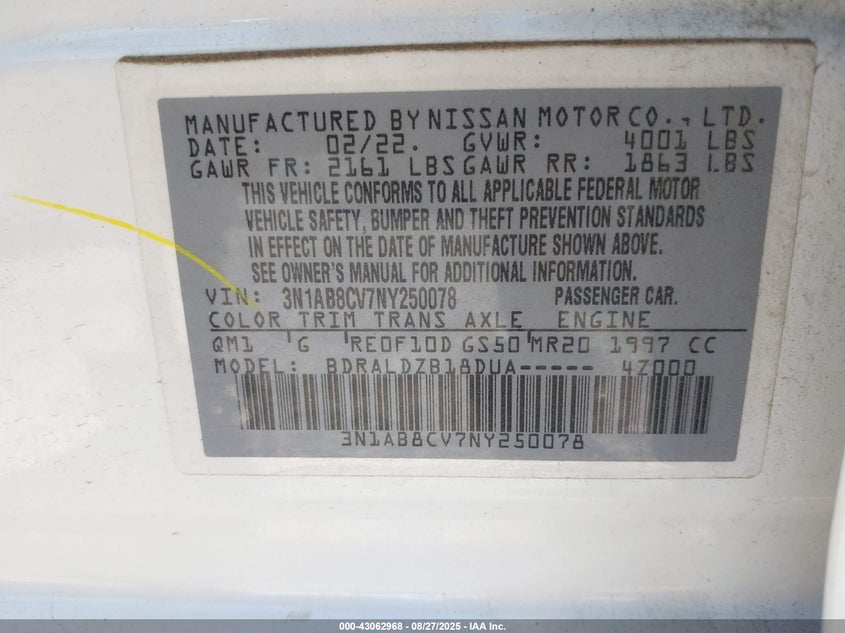 MANUFACTURED BY NISSAN MOTOR CO., LTD.
DATE: 02/22. GVWR: 4001 LBS
GAWR FR: 2161 LBS GAWR RR: 1863 LBS
THIS VEHICLE CONFORMS TO ALL APPLICABLE FEDERAL MOTOR
VEHICLE SAFETY, BUMPER AND THEFT PREVENTION STANDARDS
IN EFFECT ON THE DATE OF MANUFACTURE SHOWN ABOVE.
SEE OWNER'S MANUAL FOR ADDITIONAL INFORMATION.
VIN: 3N1AB8CV7NY250078 PASSENGER CAR.
COLOR TRIM TRANS AXLE ENGINE
QM1 'G RE0F10D GS50 MR20 1997 CC
MODEL: BDRALDZB18DUA----- 4Z000
3N1AB8CV7NY250078
000-43062968 - 08/27/2025 - IAA Inc.